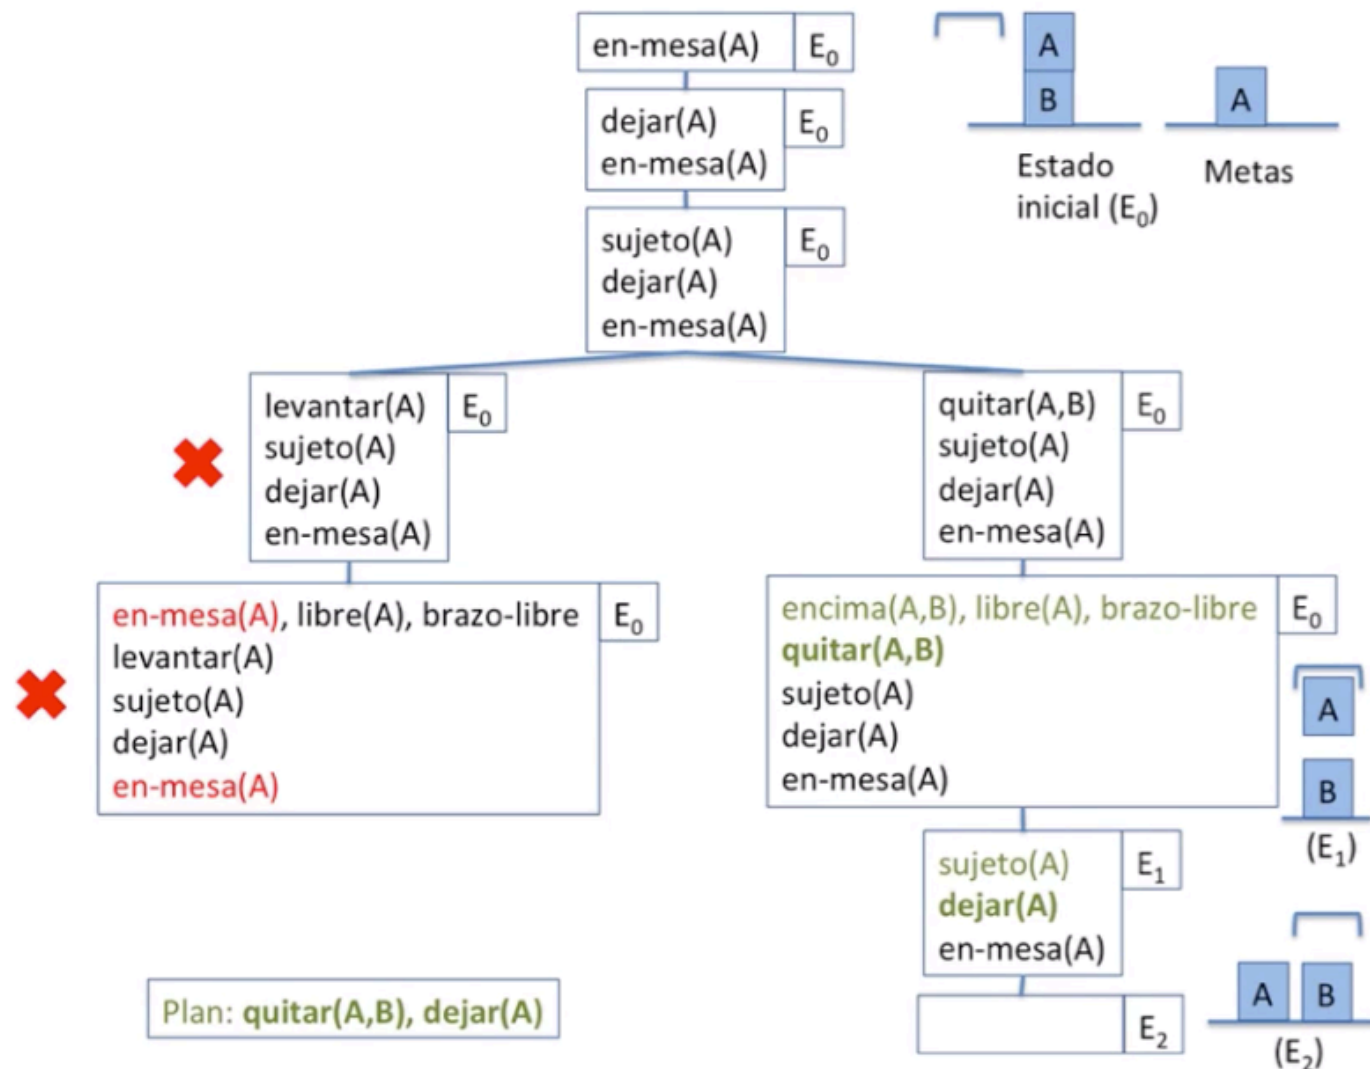 en-mesa(A) E0
A
B
A
Estado
inicial (E0)
Metas
dejar(A) E0
en-mesa(A)
sujeto(A) E0
dejar(A)
en-mesa(A)
levantar(A) E0
sujeto(A)
dejar(A)
en-mesa(A)
quitar(A,B) E0
sujeto(A)
dejar(A)
en-mesa(A)
en-mesa(A), libre(A), brazo-libre E0
levantar(A)
sujeto(A)
dejar(A)
en-mesa(A)
encima(A,B), libre(A), brazo-libre E0
quitar(A,B)
sujeto(A)
dejar(A)
en-mesa(A)
A
B
(E1)
sujeto(A) E1
dejar(A)
en-mesa(A)
Plan: quitar(A,B), dejar(A)
E2
A B
(E2)